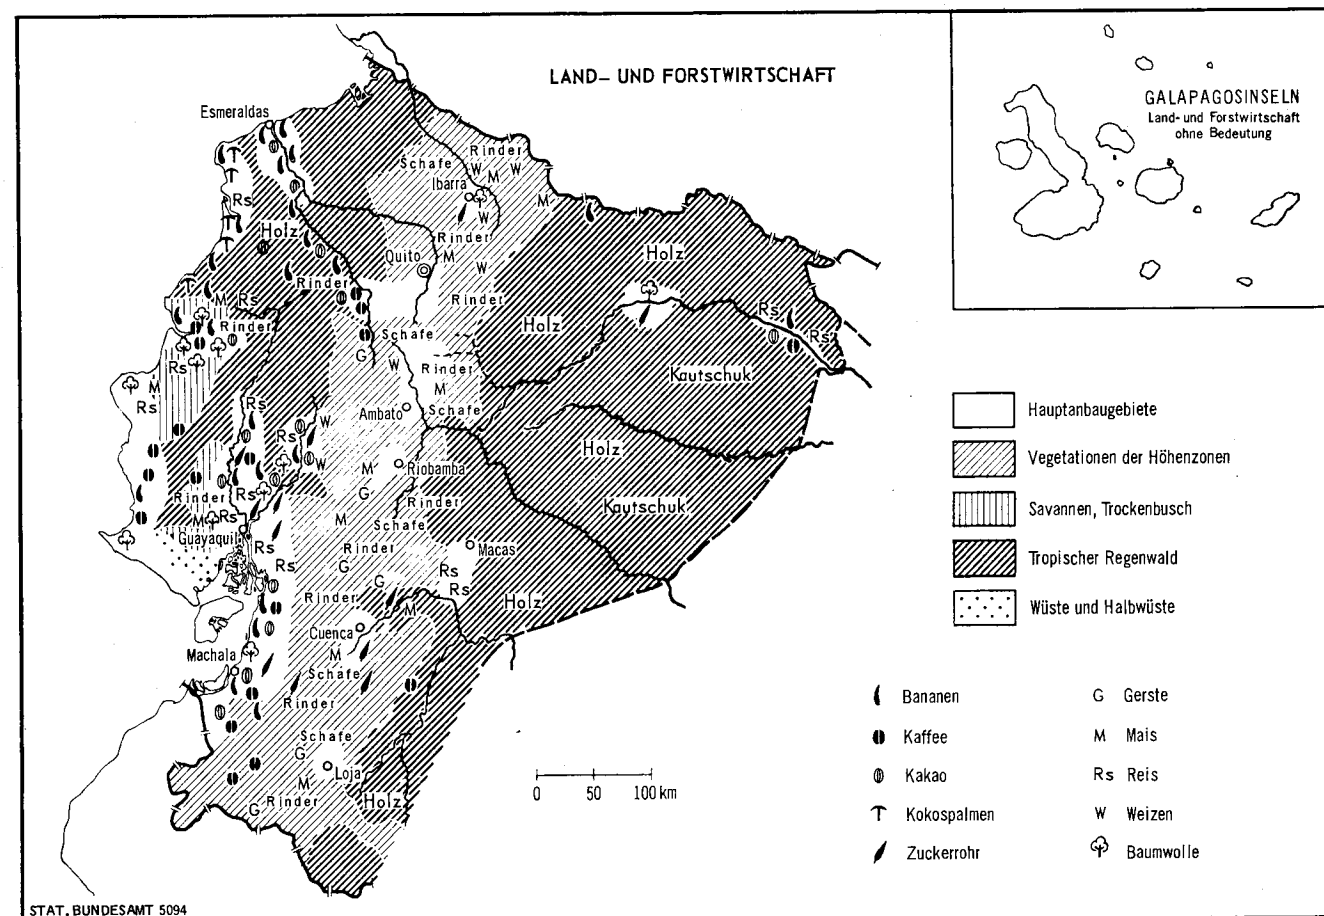 LAND- UND FORSTWIRTSCHAFT
GALAPAGOSINSELN
Land- und Forstwirtschaft
ohne Bedeutung
Esmeraldas
Rinder
Schafe
W
M
W
Ibarra
M
W
Rs
Holz
Rinder
Holz
Quito
M
W
Rinder
Rinder
M
Rs
Rinder
Holz
Rs
Rs
Schafe
G
W
Rinder
Rs
Kautschuk
M
M
Rs
Rs
Ambato
Schafe
W
Rs
Holz
W
M
Riobamba
Rinder
Rs
G
Rinder
Kautschuk
M
Rs
M
Schafe
Guayaquil
Rs
Rinder
Macas
Rs
G
G
Rs
Rs
Rinder
M
Holz
Cuença
M
Machala
Schafe
Rinder
Schafe
G
Loja
M
Rinder
G
Holz
0 50 100 km
Hauptanbaugebiete
Vegetationen der Höhenzonen
Savannen, Trockenbusch
Tropischer Regenwald
Wüste und Halbwüste
Bananen
Kaffee
Kakao
Kokospalmen
Zuckerrohr
G Gerste
M Mais
Rs Reis
W Weizen
Baumwolle
STAT. BUNDESAMT 5094